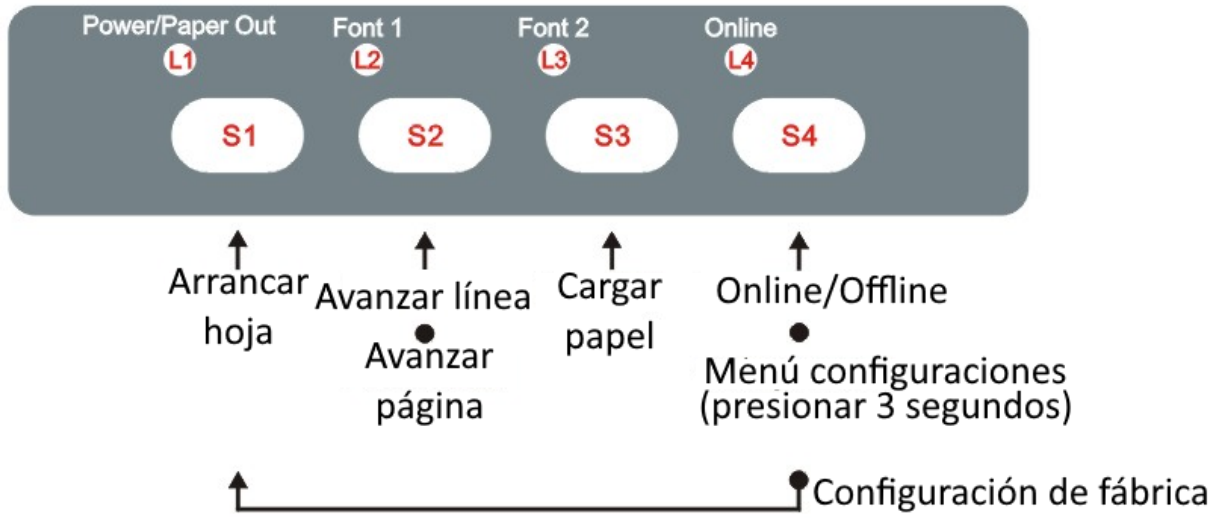 Power/Paper Out Font 1 Font 2 Online
L1 L2 L3 L4
S1 S2 S3 S4
Arrancar
hoja
Avanzar línea
Avanzar
página
Cargar
papel
Online/Offline
Menú configuraciones
(presionar 3 segundos)
Configuración de fábrica